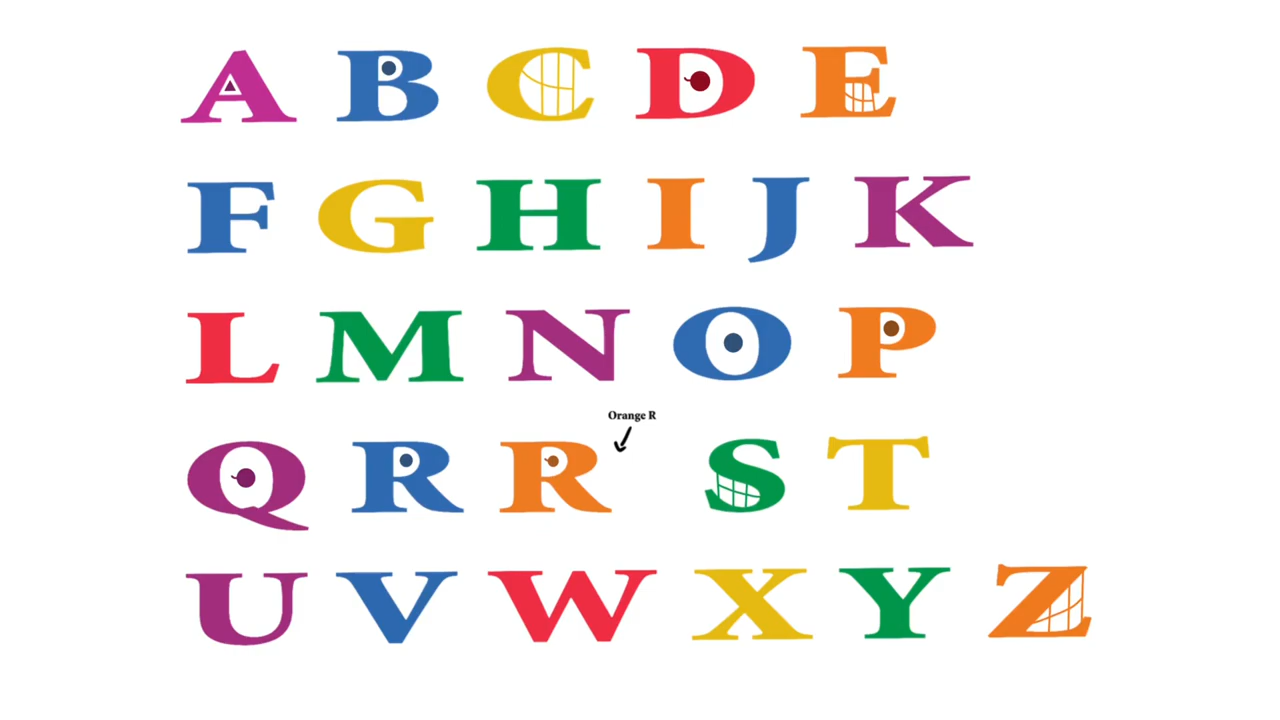 A B C D E
F G H I J K
L M N O P
Orange R
Q R R S T
U V W X Y Z